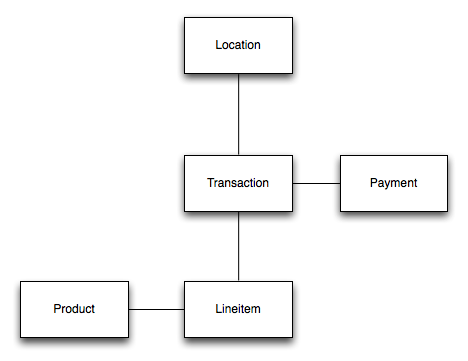 Location
Transaction
Payment
Product
Lineitem